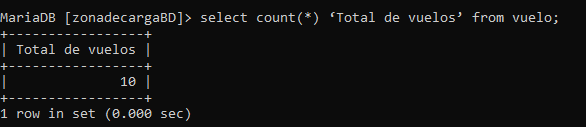 MariaDB [zonadecargaBD]> select count(*) ‘Total de vuelos’ from vuelo;
+-----------------+
| Total de vuelos |
+-----------------+
|              10 |
+-----------------+
1 row in set (0.000 sec)